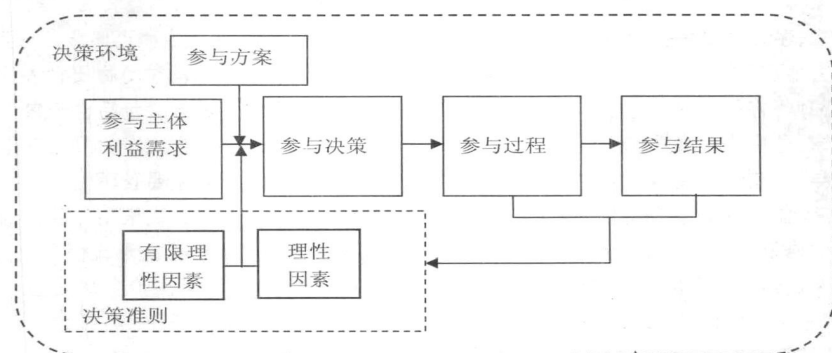 决策环境
参与方案
参与主体
利益需求
参与决策
参与过程
参与结果
有限理
性因素
理性
因素
决策准则